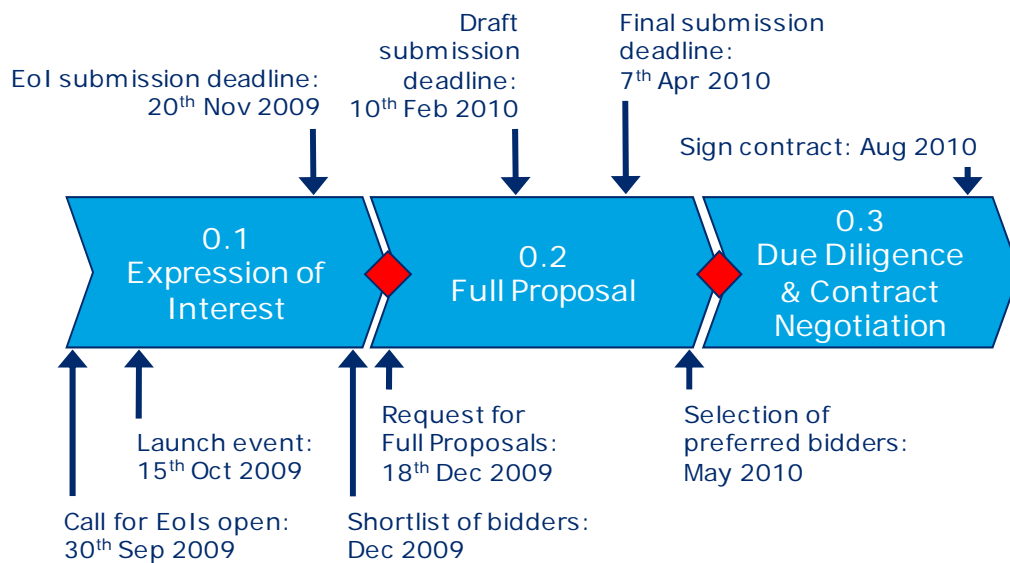 EoI submission deadline:
20th Nov 2009
Draft
submission
deadline:
10th Feb 2010
Final submission
deadline:
7th Apr 2010
Sign contract: Aug 2010
0.1
Expression of
Interest
0.2
Full Proposal
0.3
Due Diligence
& Contract
Negotiation
Launch event:
15th Oct 2009
Call for EoIs open:
30th Sep 2009
Request for
Full Proposals:
18th Dec 2009
Shortlist of bidders:
Dec 2009
Selection of
preferred bidders:
May 2010